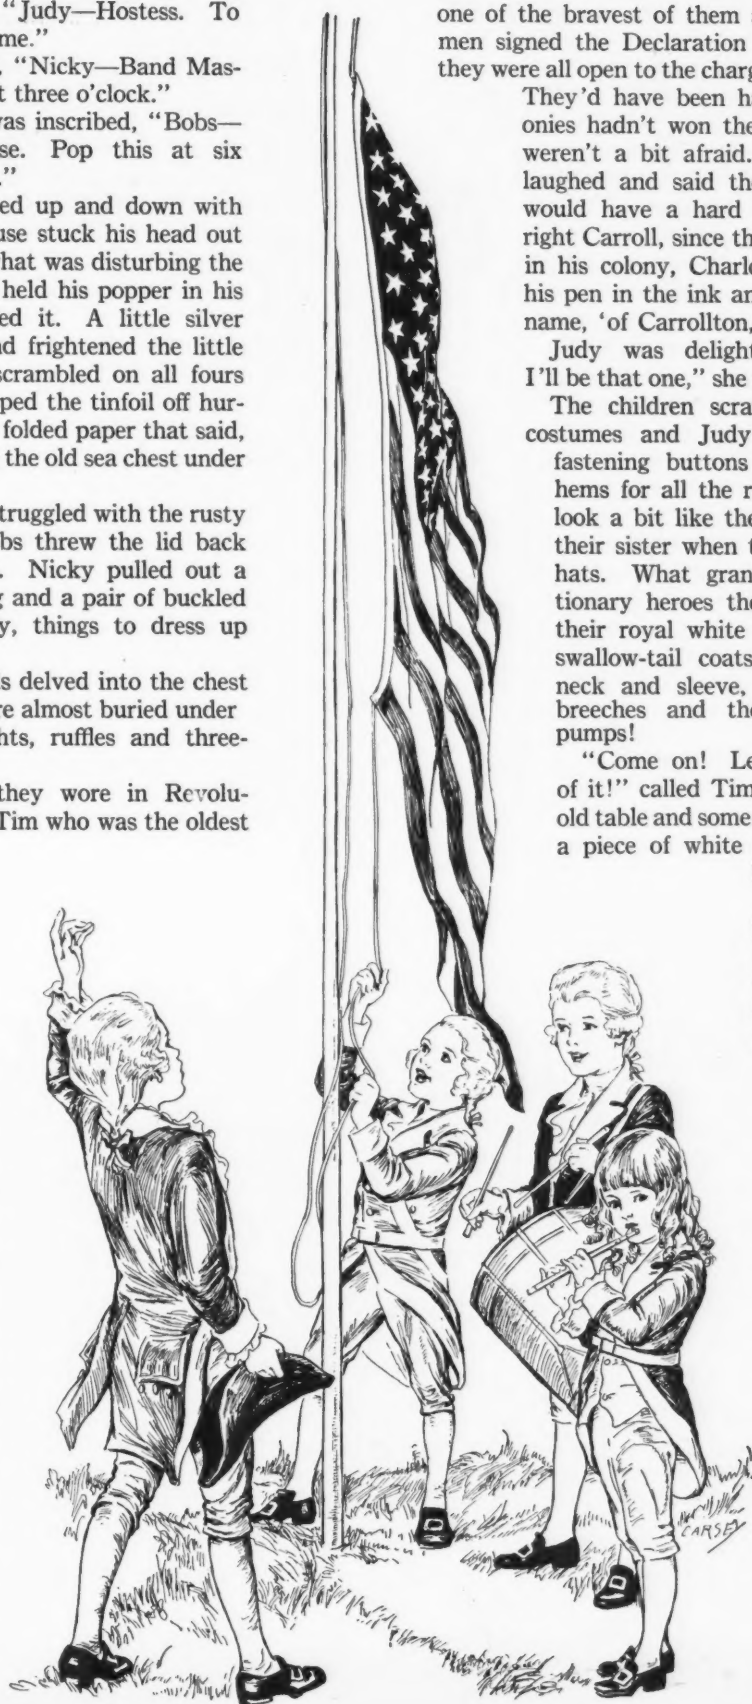 "Judy—Hostess. To
me."
"Nicky—Band Mas-
t three o'clock."
was inscribed, "Bobs—
se. Pop this at six
."
ed up and down with
use stuck his head out
hat was disturbing the
held his popper in his
ed it. A little silver
nd frightened the little
scrambled on all fours
ped the tinfoil off hur-
folded paper that said,
the old sea chest under
truggled with the rusty
bs threw the lid back
. Nicky pulled out a
g and a pair of buckled
y, things to dress up
s delved into the chest
re almost buried under
hts, ruffles and three-
they wore in Revolu-
Tim who was the oldest
one of the bravest of them
men signed the Declaration
they were all open to the charg
They'd have been h
onies hadn't won the
weren't a bit afraid.
laughed and said th
would have a hard
right Carroll, since th
in his colony, Charl
his pen in the ink an
name, 'of Carrollton,
Judy was delight
I'll be that one," she
The children scra
costumes and Judy
fastening buttons
hems for all the r
look a bit like the
their sister when t
hats. What gran
tionary heroes the
their royal white
swallow-tail coats
neck and sleeve,
breeches and the
pumps!
"Come on! Le
of it!" called Tim
old table and some
a piece of white
CARSEY